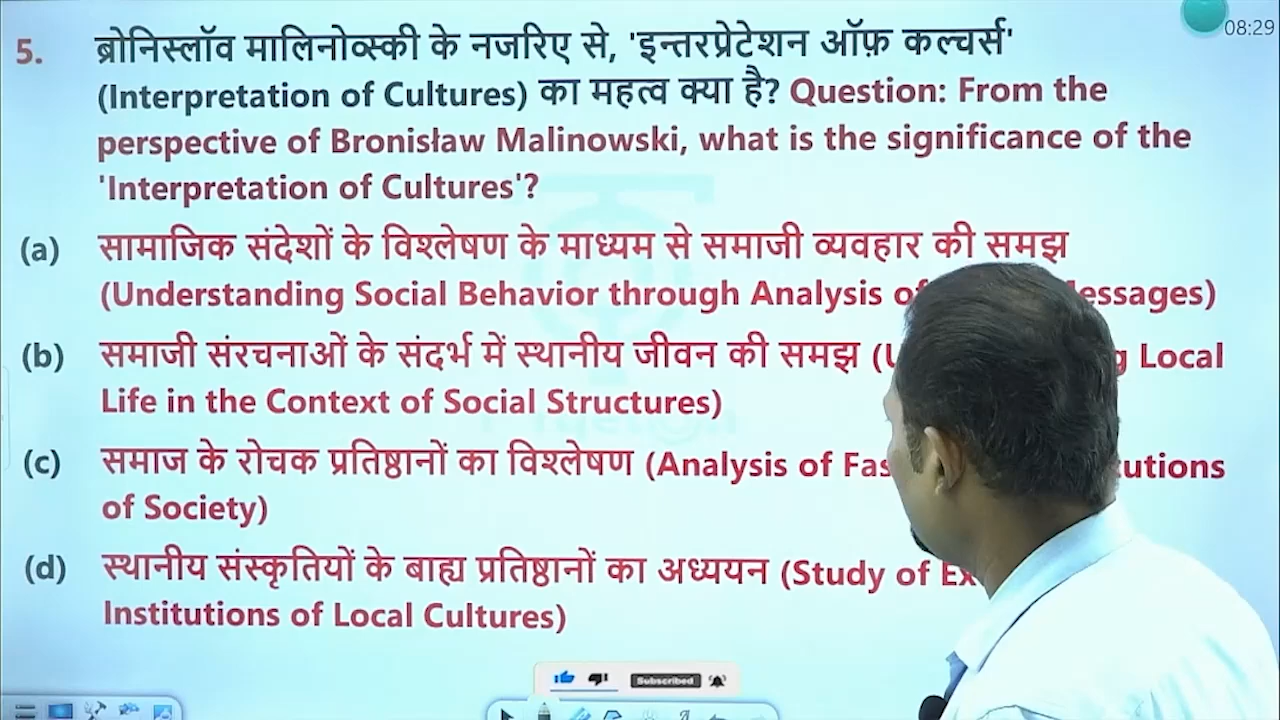 08:29
5. ब्रोनिस्लॉव मालिनोव्स्की के नजरिए से, 'इन्तरप्रेटेशन ऑफ़ कल्चर्स'
(Interpretation of Cultures) का महत्व क्या है? Question: From the
perspective of Bronisław Malinowski, what is the significance of the
'Interpretation of Cultures'?
(a) सामाजिक संदेशों के विश्लेषण के माध्यम से समाजी व्यवहार की समझ
(Understanding Social Behavior through Analysis of
(b) समाजी संरचनाओं के संदर्भ में स्थानीय जीवन की समझ Local
Life in the Context of Social Structures)
(c) समाज के रोचक प्रतिष्ठानों का विश्लेषण (Analysis of
of Society)
(d) स्थानीय संस्कृतियों के बाह्य प्रतिष्ठानों का अध्ययन (Study of
Institutions of Local Cultures)
Subscribed